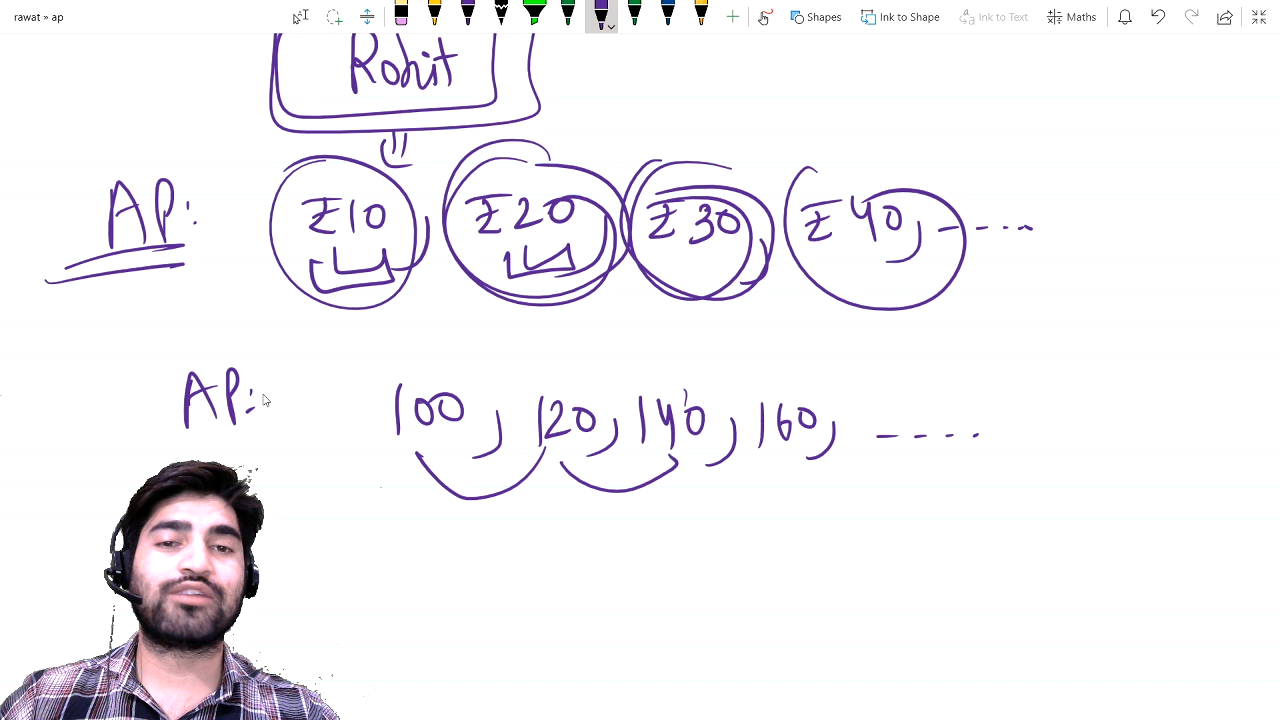 rawat » ap
Shapes Ink to Shape Ink to Text Maths
Rohit
AP: ₹10, ₹20, ₹30, ₹40, ----...
AP: 100, 120, 140, 160, ----